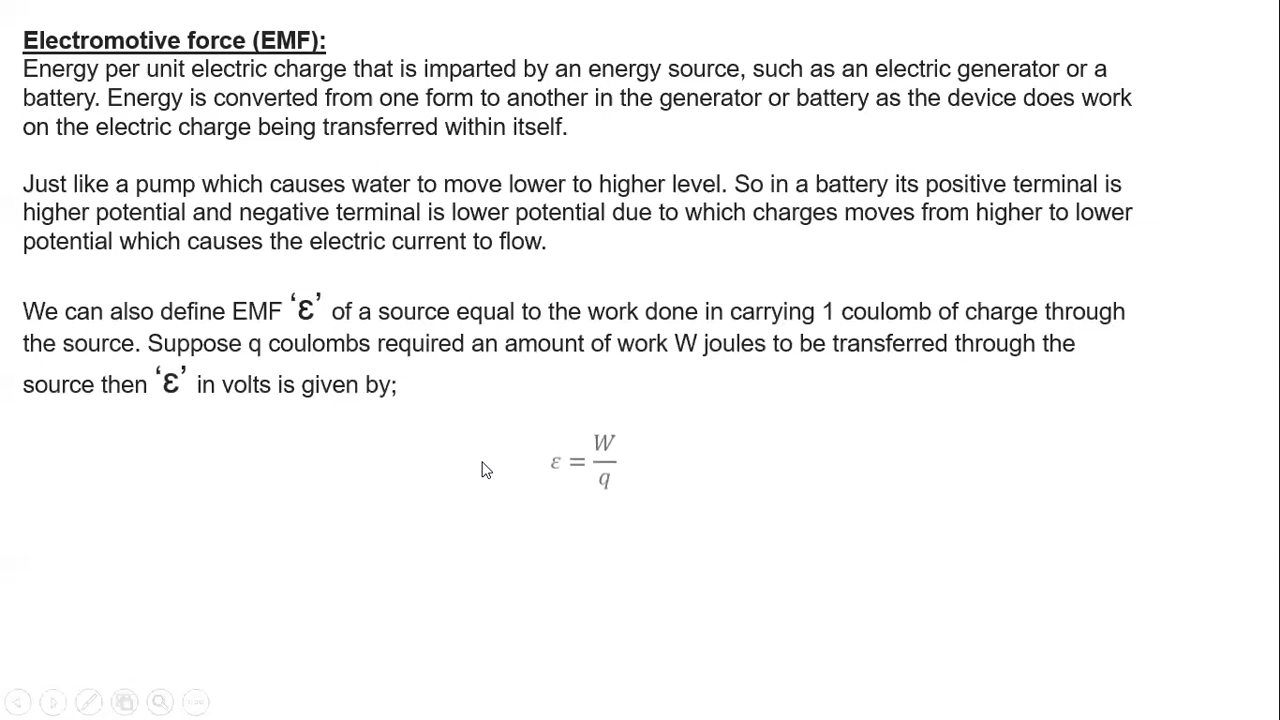 Electromotive force (EMF):
Energy per unit electric charge that is imparted by an energy source, such as an electric generator or a
battery. Energy is converted from one form to another in the generator or battery as the device does work
on the electric charge being transferred within itself.
Just like a pump which causes water to move lower to higher level. So in a battery its positive terminal is
higher potential and negative terminal is lower potential due to which charges moves from higher to lower
potential which causes the electric current to flow.
We can also define EMF ‘ε’ of a source equal to the work done in carrying 1 coulomb of charge through
the source. Suppose q coulombs required an amount of work W joules to be transferred through the
source then ‘ε’ in volts is given by;
ε = W/q